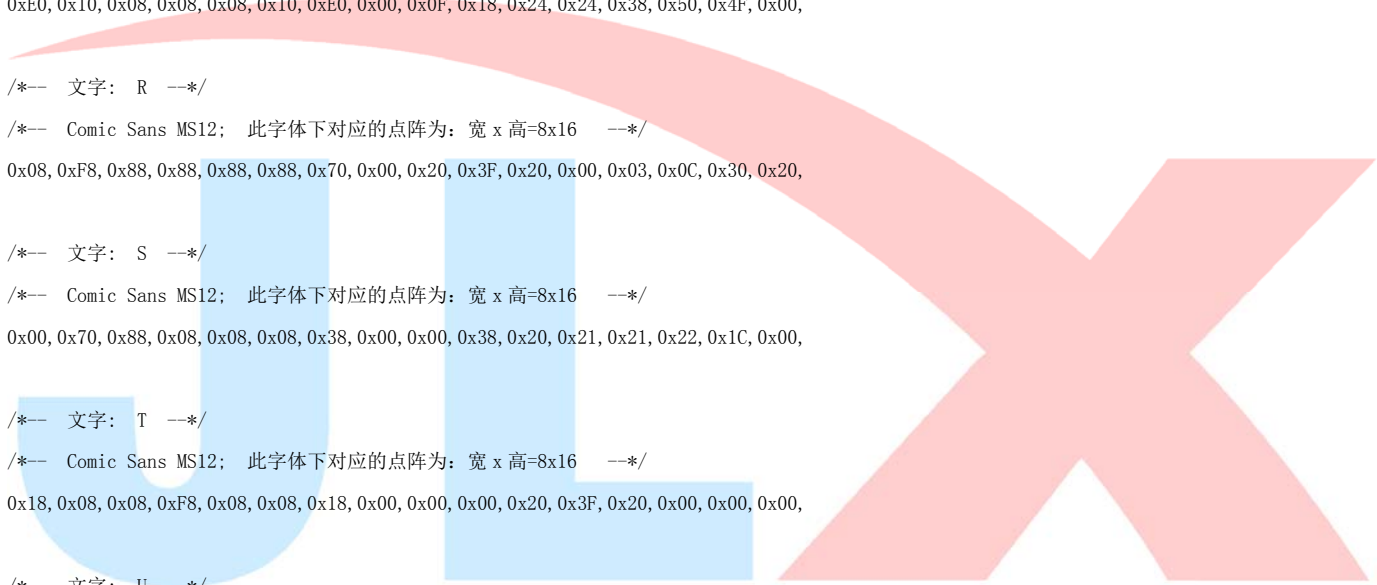 0xE0,0x10,0x08,0x08,0x08,0x10,0xE0,0x00,0x0F,0x18,0x24,0x24,0x38,0x50,0x4F,0x00,
/*-- 文字: R --*/
/*-- Comic Sans MS12; 此字体下对应的点阵为：宽 x 高=8x16 --*/
0x08,0xF8,0x88,0x88,0x88,0x88,0x70,0x00,0x20,0x3F,0x20,0x00,0x03,0x0C,0x30,0x20,
/*-- 文字: S --*/
/*-- Comic Sans MS12; 此字体下对应的点阵为：宽 x 高=8x16 --*/
0x00,0x70,0x88,0x08,0x08,0x08,0x38,0x00,0x00,0x38,0x20,0x21,0x21,0x22,0x1C,0x00,
/*-- 文字: T --*/
/*-- Comic Sans MS12; 此字体下对应的点阵为：宽 x 高=8x16 --*/
0x18,0x08,0x08,0xF8,0x08,0x08,0x18,0x00,0x00,0x00,0x20,0x3F,0x20,0x00,0x00,0x00,
/*-- 文字: U --*/
JLX